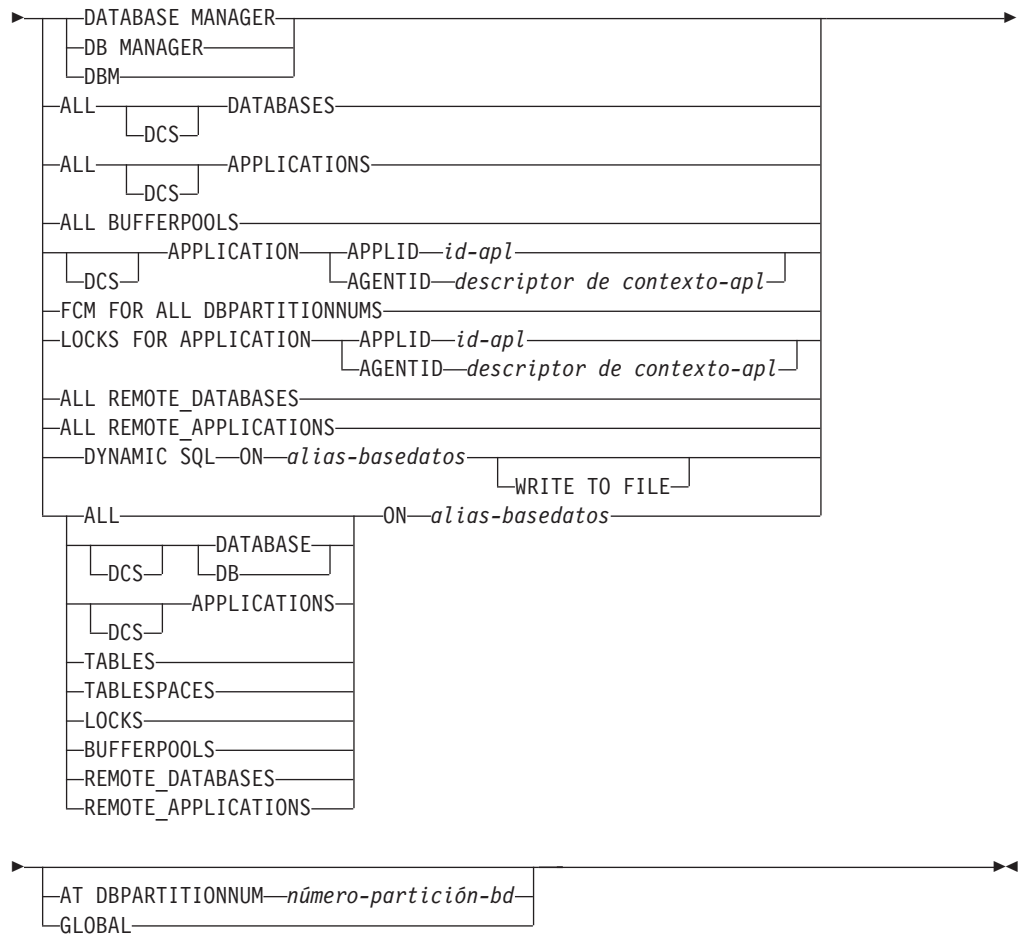 DATABASE MANAGER
DB MANAGER
DBM
ALL DATABASES
DCS
ALL APPLICATIONS
DCS
ALL BUFFERPOOLS
APPLICATION APPLID id-apl
DCS AGENTID descriptor de contexto-apl
FCM FOR ALL DBPARTITIONNUMS
LOCKS FOR APPLICATION APPLID id-apl
AGENTID descriptor de contexto-apl
ALL REMOTE_DATABASES
ALL REMOTE_APPLICATIONS
DYNAMIC SQL ON alias-basedatos
WRITE TO FILE
ALL ON alias-basedatos
DATABASE
DCS DB
APPLICATIONS
DCS
TABLES
TABLESPACES
LOCKS
BUFFERPOOLS
REMOTE_DATABASES
REMOTE_APPLICATIONS
AT DBPARTITIONNUM número-partición-bd
GLOBAL